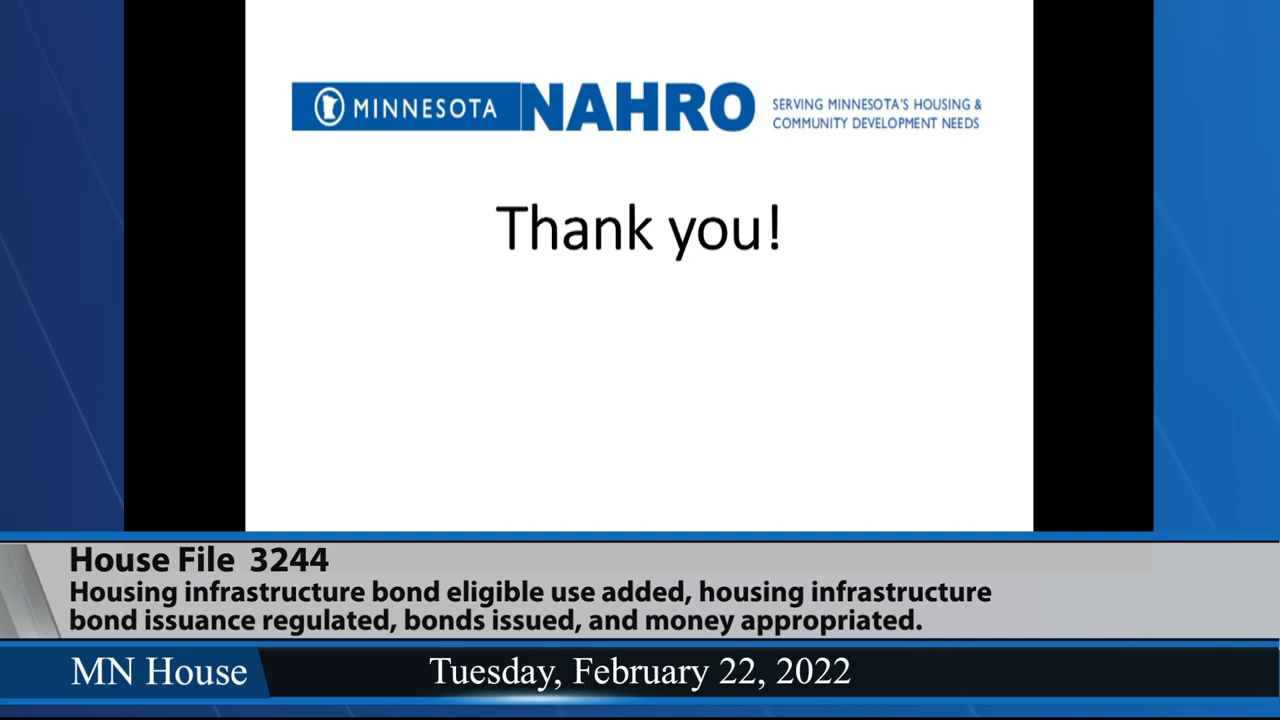 MINNESOTA NAHRO
SERVING MINNESOTA'S HOUSING &
COMMUNITY DEVELOPMENT NEEDS
Thank you!
House File 3244
Housing infrastructure bond eligible use added, housing infrastructure
bond issuance regulated, bonds issued, and money appropriated.
MN House
Tuesday, February 22, 2022